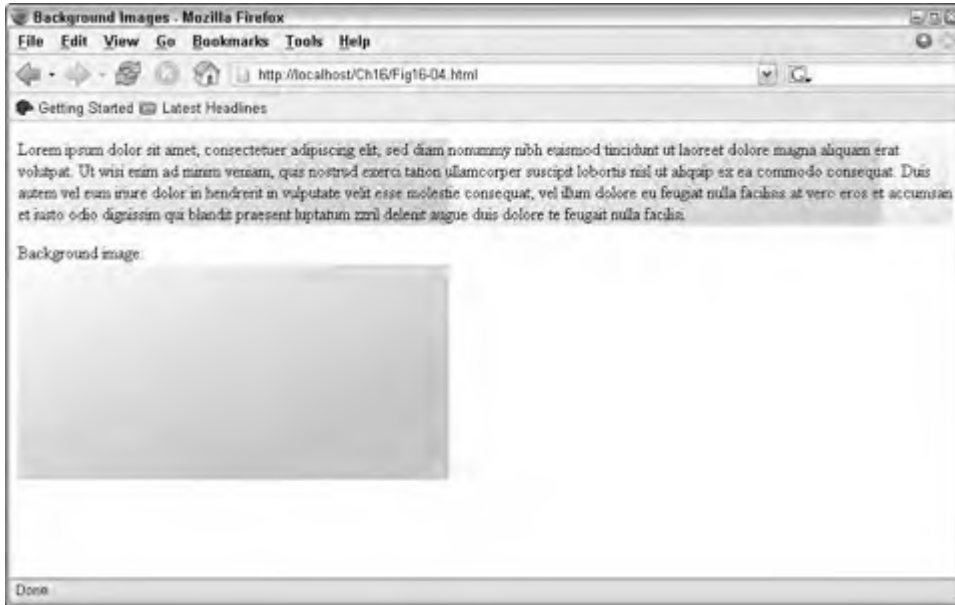 Background Images - Mozilla Firefox
File Edit View Go Bookmarks Tools Help
http://localhost/Ch16/Fig16-04.html
Getting Started Latest Headlines
Lorem ipsum dolor sit amet, consectetuer adipiscing elit, sed diam nonummy nibh euismod tincidunt ut laoreet dolore magna aliquam erat
volutpat. Ut wisi enim ad minim veniam, quis nostrud exerci tation ullamcorper suscipit lobortis nisl ut aliquip ex ea commodo consequat. Duis
autem vel eum iriure dolor in hendrerit in vulputate velit esse molestie consequat, vel illum dolore eu feugiat nulla facilisis at vero eros et accumsan
et iusto odio dignissim qui blandit praesent luptatum zzril delenit augue duis dolore te feugait nulla facilisi.
Background image:
Done